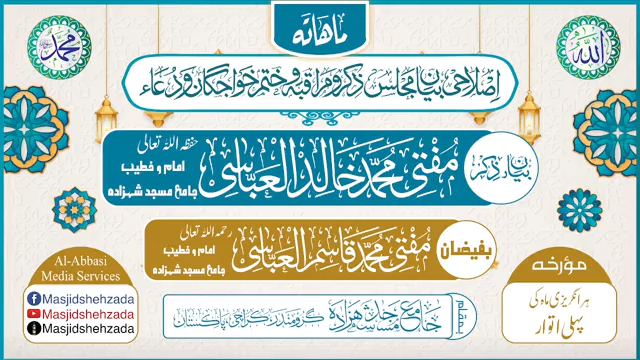 ماہانہ
اللہ
محمد
اصلاحی بیان مجلس ذکر و مراقبہ و ختم خواجگان و دعاء
بیان و ذکر
مفتی محمد خالد العباسی
حفظہ اللہ تعالی
امام و خطیب
جامع مسجد شہزادہ
بفیضان
مفتی محمد قاسم العباسی
رحمہ اللہ تعالی
امام و خطیب
جامع مسجد شہزادہ
مؤرخہ
ہر انگریزی ماہ کی
پہلی اتوار
بمقام
جامع مسجد شہزادہ گرومندر کراچی، پاکستان
Al-Abbasi
Media Services
Masjidshehzada
Masjidshehzada
Masjidshehzada